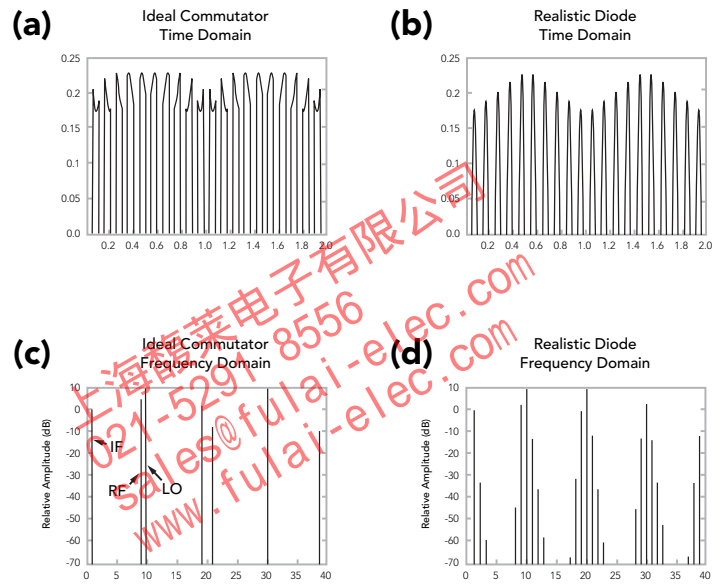 (a)
Ideal Commutator
Time Domain
0.25
0.2
0.15
0.1
0.05
0.0
0.2 0.4 0.6 0.8 1.0 1.2 1.4 1.6 1.8 2.0
(b)
Realistic Diode
Time Domain
0.25
0.2
0.15
0.1
0.05
0.0
0.2 0.4 0.6 0.8 1.0 1.2 1.4 1.6 1.8 2.0
(c)
Ideal Commutator
Frequency Domain
Relative Amplitude (dB)
10
0
-10
-20
-30
-40
-50
-60
-70
IF
RF
LO
0 5 10 15 20 25 30 35 40
(d)
Realistic Diode
Frequency Domain
Relative Amplitude (dB)
10
0
-10
-20
-30
-40
-50
-60
-70
0 5 10 15 20 25 30 35 40
上海馥莱电子有限公司
021-5291 8556
sales@fulai-elec.com
www.fulai-elec.com